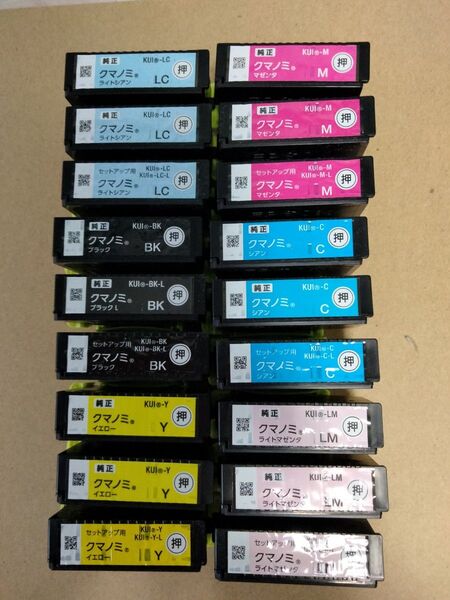 純正 KUI®-LC
クマノミ®
ライトシアン LC
押
純正 KUI®-LC
クマノミ®
ライトシアン LC
押
セットアップ用 KUI®-LC
KUI®-LC-L
クマノミ®
ライトシアン LC
押
純正 KUI®-BK
クマノミ®
ブラック BK
押
純正 KUI®-BK-L
クマノミ®
ブラック L BK
押
セットアップ用 KUI®-BK
KUI®-BK-L
クマノミ®
ブラック BK
押
純正 KUI®-Y
クマノミ®
イエロー Y
押
純正 KUI®-Y
クマノミ®
イエロー Y
押
セットアップ用 KUI®-Y
KUI®-Y-L
クマノミ®
イエロー Y
押
純正 KUI®-M
クマノミ®
マゼンタ M
押
純正 KUI®-M
クマノミ®
マゼンタ M
押
セットアップ用 KUI®-M
KUI®-M-L
クマノミ®
マゼンタ M
押
純正 KUI®-C
クマノミ®
シアン C
押
純正 KUI®-C
クマノミ®
シアン C
押
セットアップ用 KUI®-C
KUI®-C-L
クマノミ®
シアン C
押
純正 KUI®-LM
クマノミ®
ライトマゼンタ LM
押
純正 KUI®-LM
クマノミ®
ライトマゼンタ LM
押
セットアップ用
クマノミ®
ライトマゼンタ
押